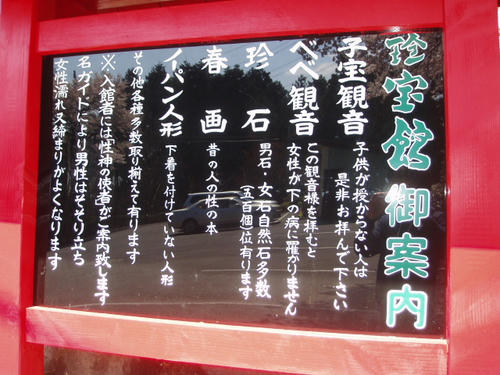 珍宝館御案内
子宝観音 子供が授からない人は
是非お拝んで下さい
べべ観音 この観音様を拝むと
女性が下の病に罹かりません
珍石 男石・女石自然石多数
(五百個)位有ります
春画 昔の人の性の本
ノーパン人形 下着を付けていない人形
その他各種多数取り揃えて有ります
※入館者には“性神の使者”がご案内致します
名ガイドにより男性はそそり立ち
女性濡れ又締まりがよくなります